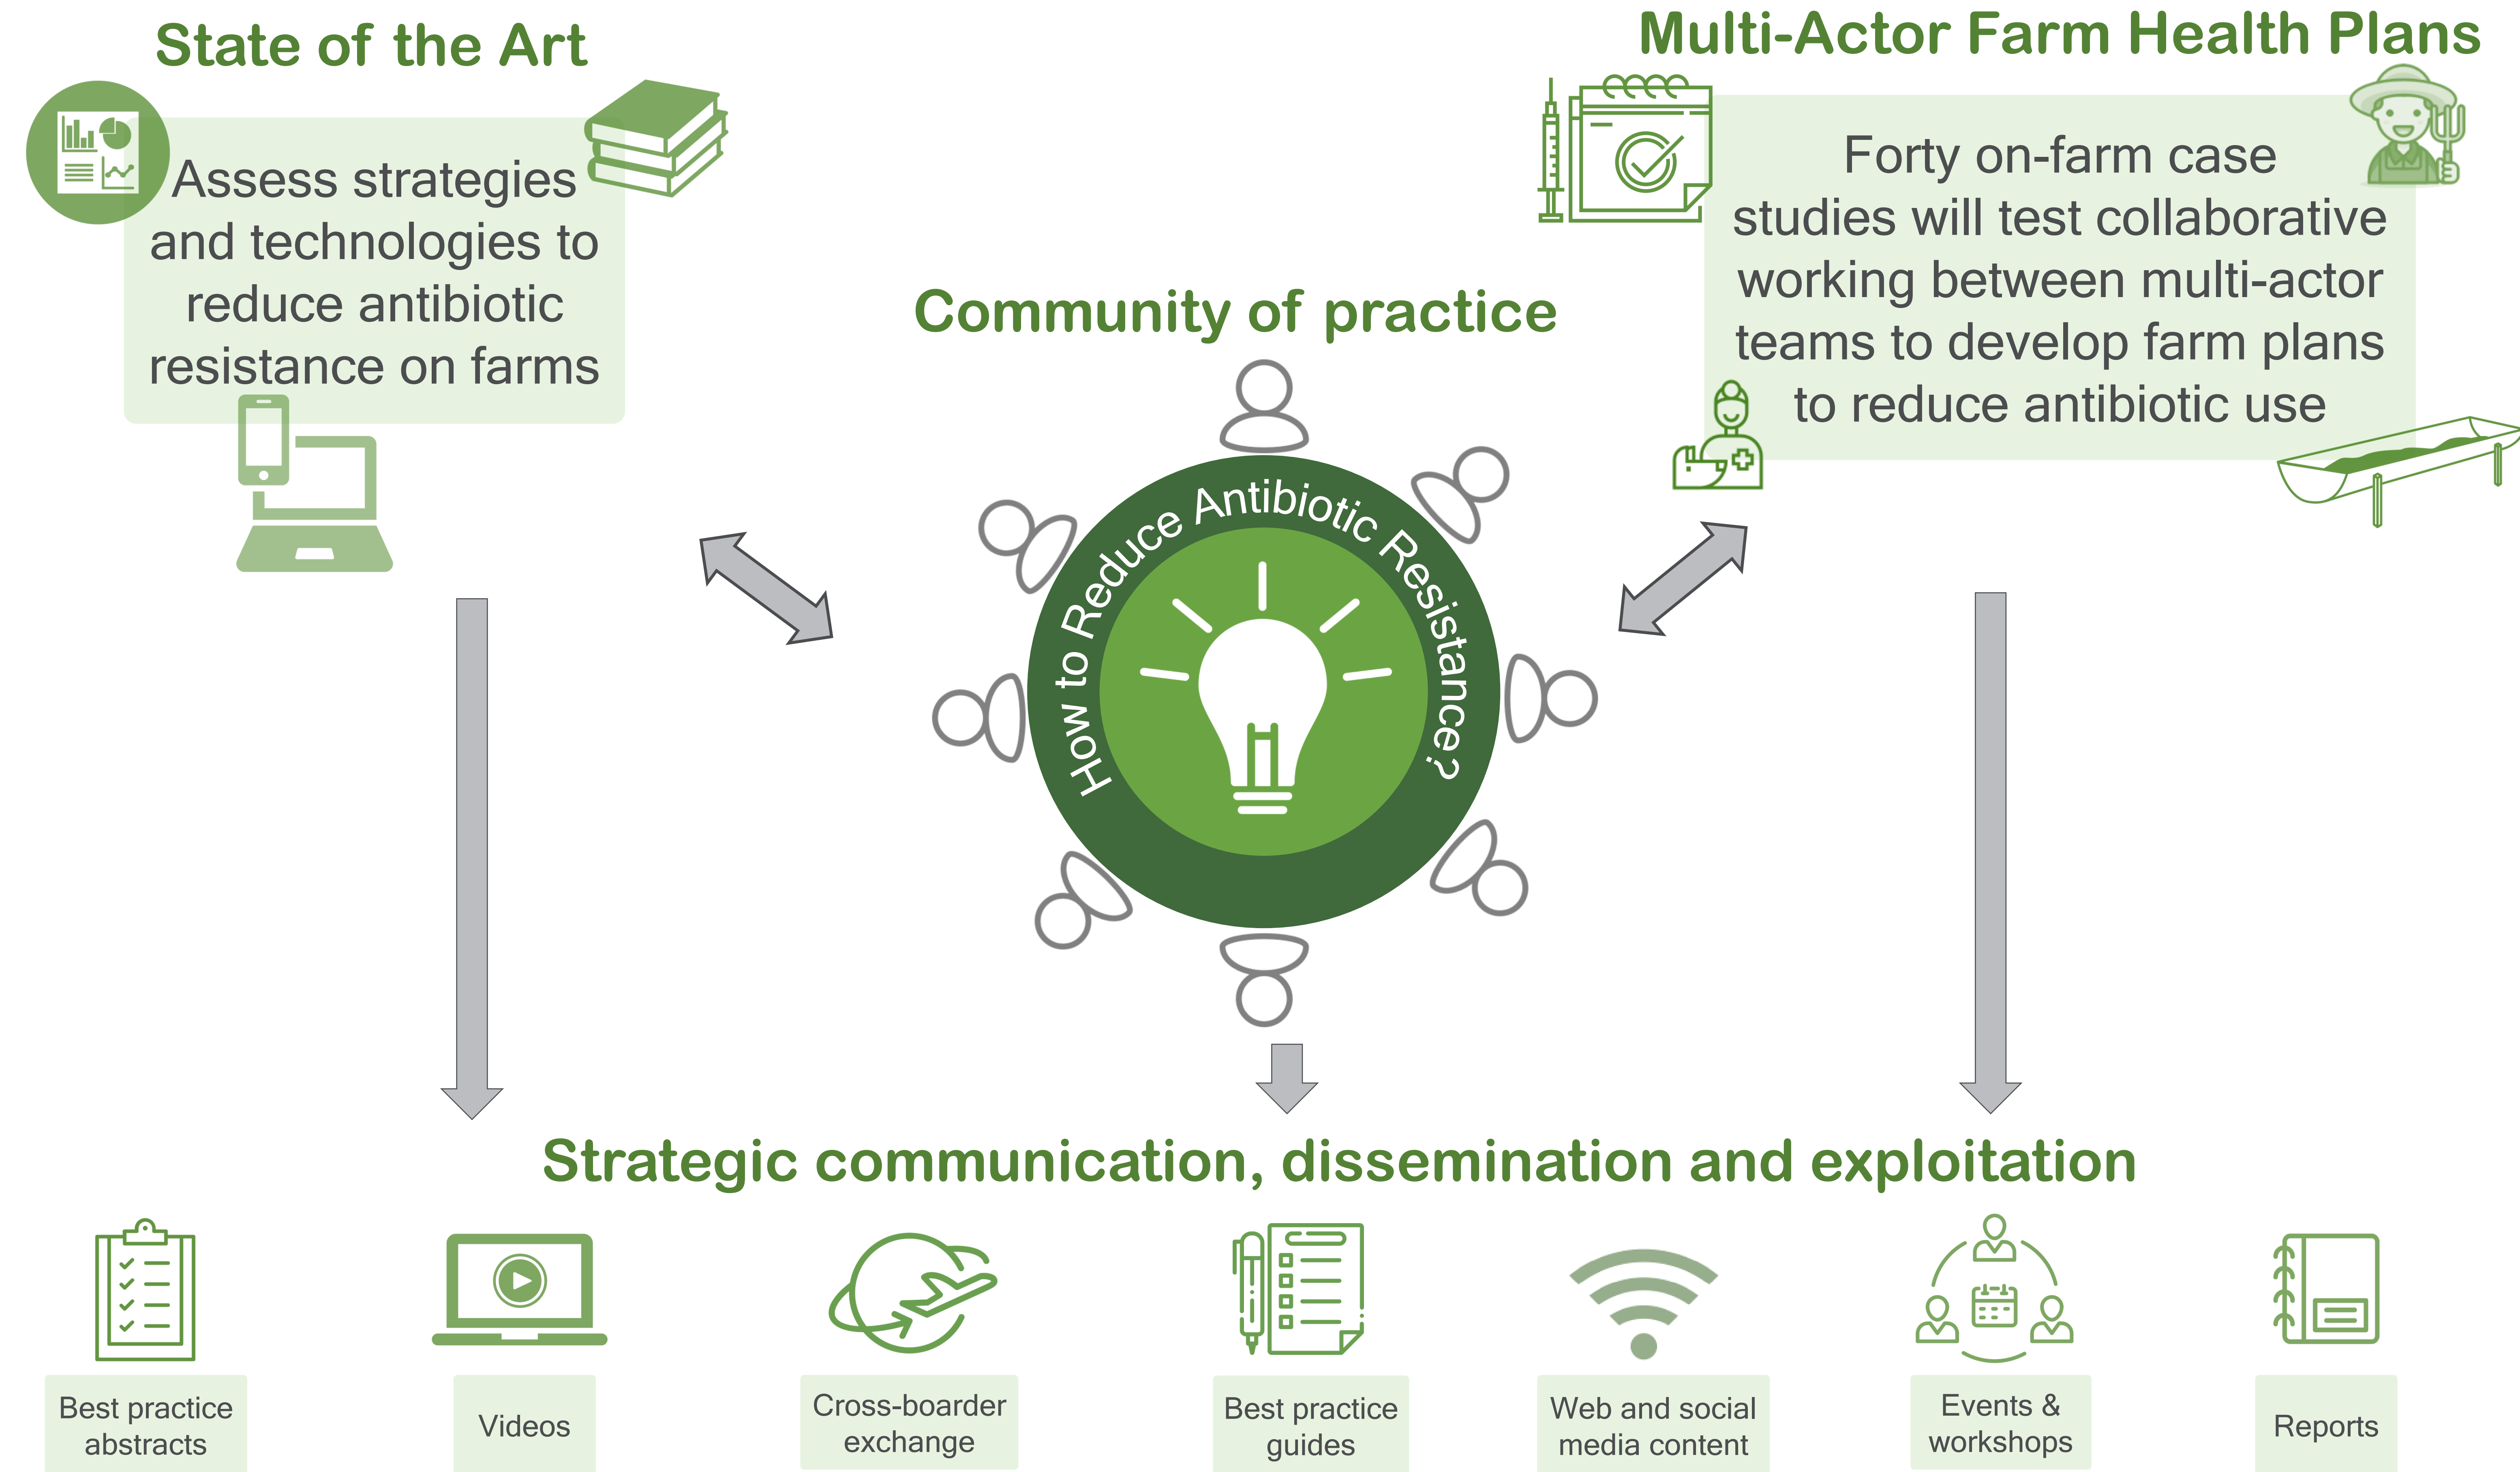 State of the Art
Assess strategies
and technologies to
reduce antibiotic
resistance on farms
Multi-Actor Farm Health Plans
Forty on-farm case
studies will test collaborative
working between multi-actor
teams to develop farm plans
to reduce antibiotic use
Community of practice
How to Reduce Antibiotic Resistance?
Strategic communication, dissemination and exploitation
Best practice
abstracts
Videos
Cross-boarder
exchange
Best practice
guides
Web and social
media content
Events &
workshops
Reports